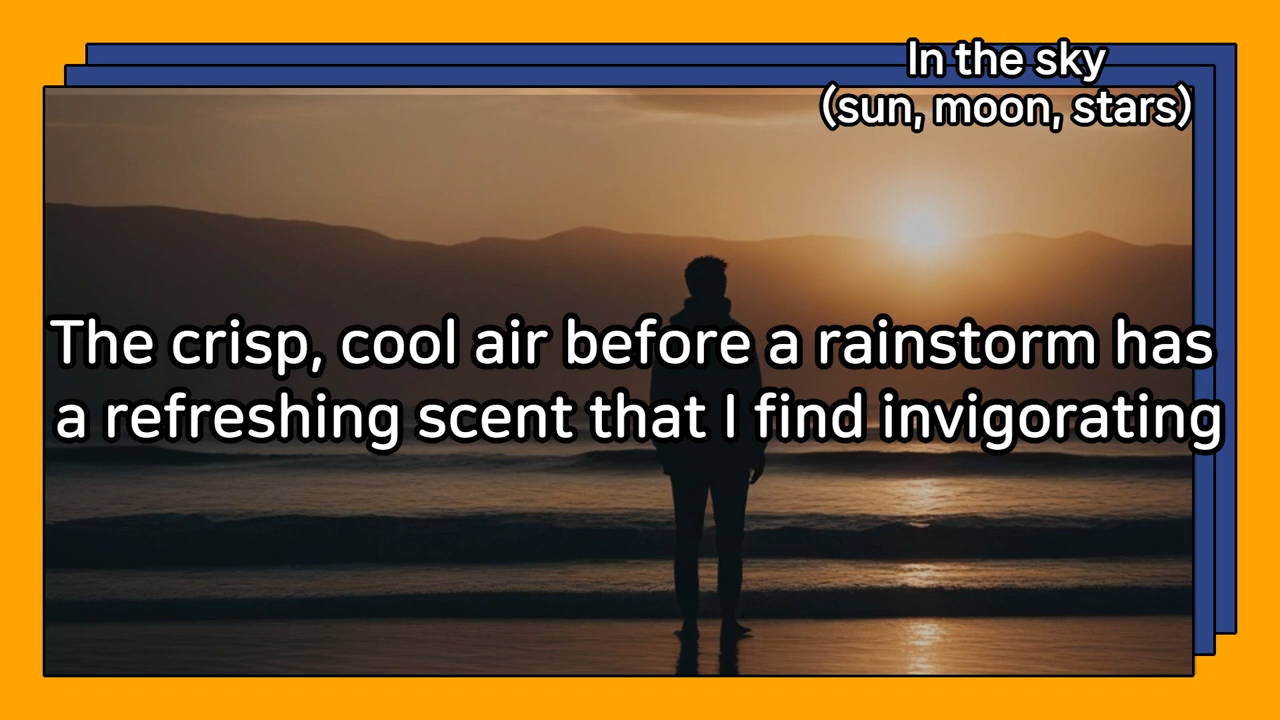 In the sky
(sun, moon, stars)
The crisp, cool air before a rainstorm has
a refreshing scent that I find invigorating